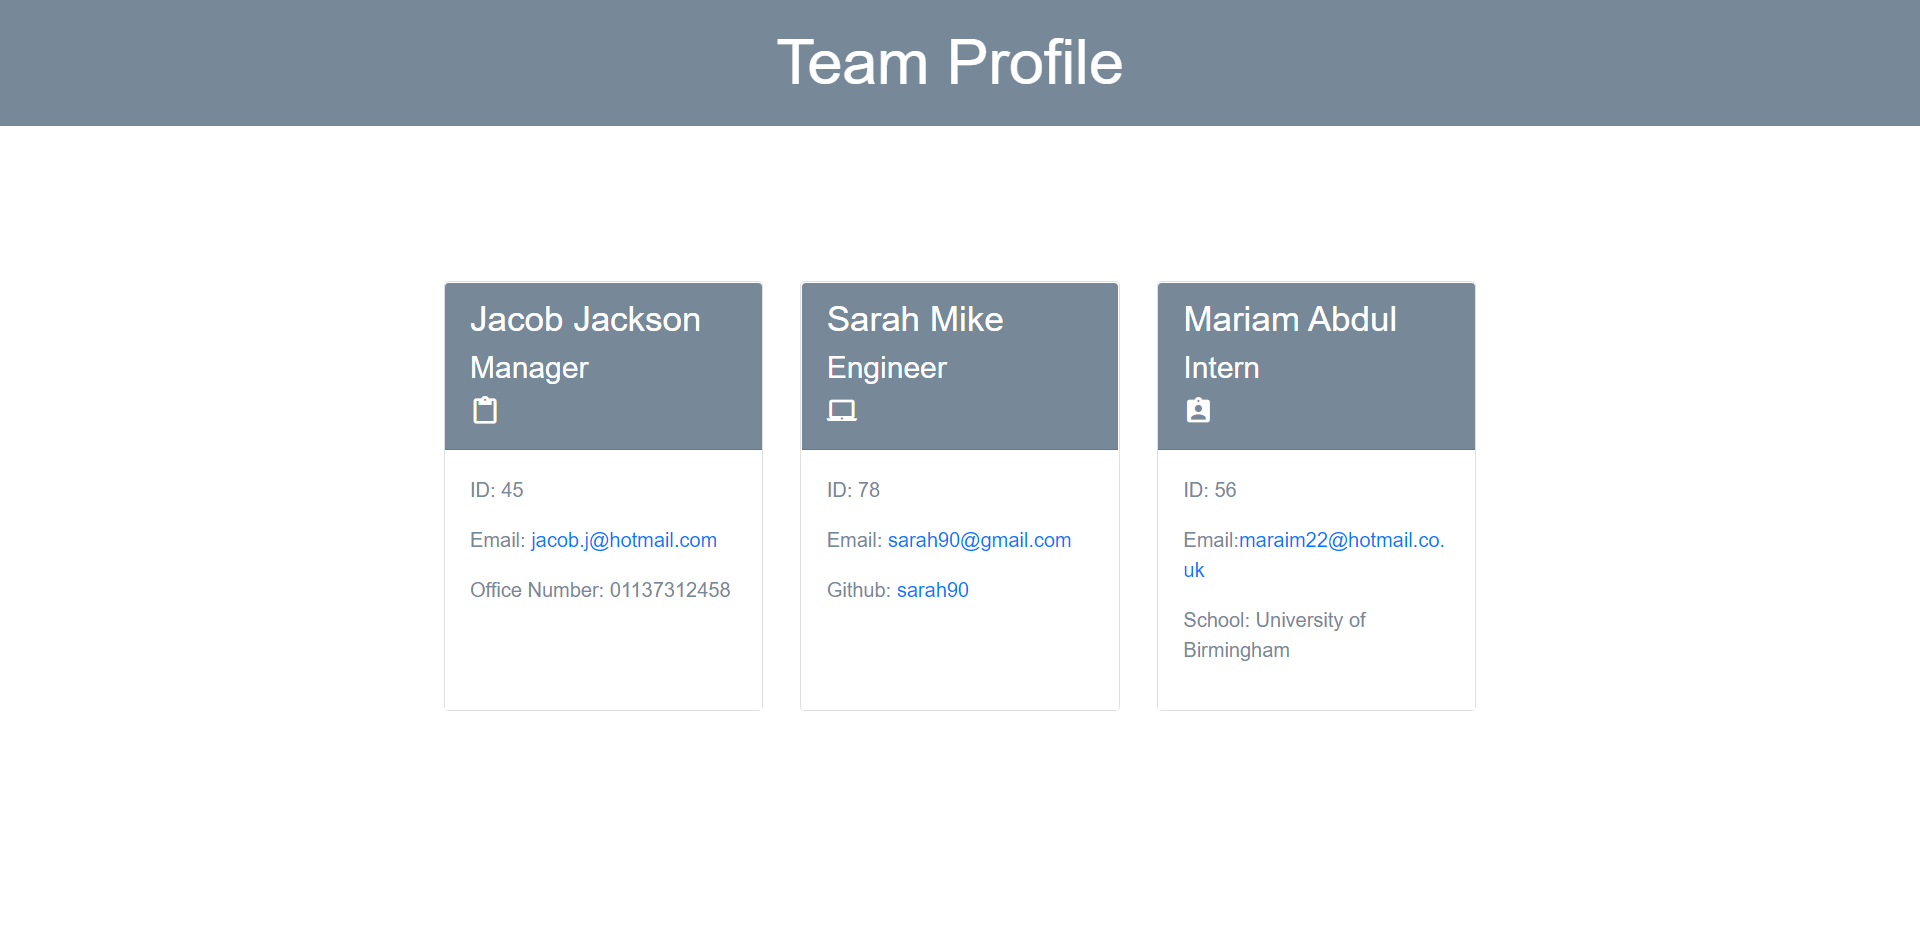 Team Profile
Jacob Jackson
Manager
ID: 45
Email: jacob.j@hotmail.com
Office Number: 01137312458
Sarah Mike
Engineer
ID: 78
Email: sarah90@gmail.com
Github: sarah90
Mariam Abdul
Intern
ID: 56
Email:maraim22@hotmail.co.
uk
School: University of
Birmingham